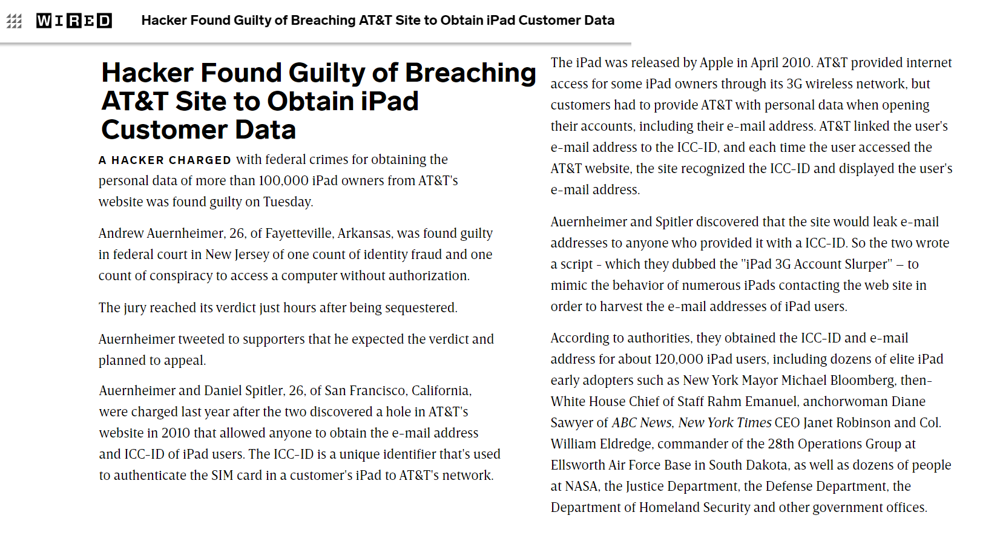 WIRED Hacker Found Guilty of Breaching AT&T Site to Obtain iPad Customer Data
Hacker Found Guilty of Breaching
AT&T Site to Obtain iPad
Customer Data
A HACKER CHARGED with federal crimes for obtaining the
personal data of more than 100,000 iPad owners from AT&T's
website was found guilty on Tuesday.
Andrew Auernheimer, 26, of Fayetteville, Arkansas, was found guilty
in federal court in New Jersey of one count of identity fraud and one
count of conspiracy to access a computer without authorization.
The jury reached its verdict just hours after being sequestered.
Auernheimer tweeted to supporters that he expected the verdict and
planned to appeal.
Auernheimer and Daniel Spitler, 26, of San Francisco, California,
were charged last year after the two discovered a hole in AT&T's
website in 2010 that allowed anyone to obtain the e-mail address
and ICC-ID of iPad users. The ICC-ID is a unique identifier that's used
to authenticate the SIM card in a customer's iPad to AT&T's network.
The iPad was released by Apple in April 2010. AT&T provided internet
access for some iPad owners through its 3G wireless network, but
customers had to provide AT&T with personal data when opening
their accounts, including their e-mail address. AT&T linked the user's
e-mail address to the ICC-ID, and each time the user accessed the
AT&T website, the site recognized the ICC-ID and displayed the user's
e-mail address.
Auernheimer and Spitler discovered that the site would leak e-mail
addresses to anyone who provided it with a ICC-ID. So the two wrote
a script - which they dubbed the "iPad 3G Account Slurper" – to
mimic the behavior of numerous iPads contacting the web site in
order to harvest the e-mail addresses of iPad users.
According to authorities, they obtained the ICC-ID and e-mail
address for about 120,000 iPad users, including dozens of elite iPad
early adopters such as New York Mayor Michael Bloomberg, then-
White House Chief of Staff Rahm Emanuel, anchorwoman Diane
Sawyer of ABC News, New York Times CEO Janet Robinson and Col.
William Eldredge, commander of the 28th Operations Group at
Ellsworth Air Force Base in South Dakota, as well as dozens of people
at NASA, the Justice Department, the Defense Department, the
Department of Homeland Security and other government offices.